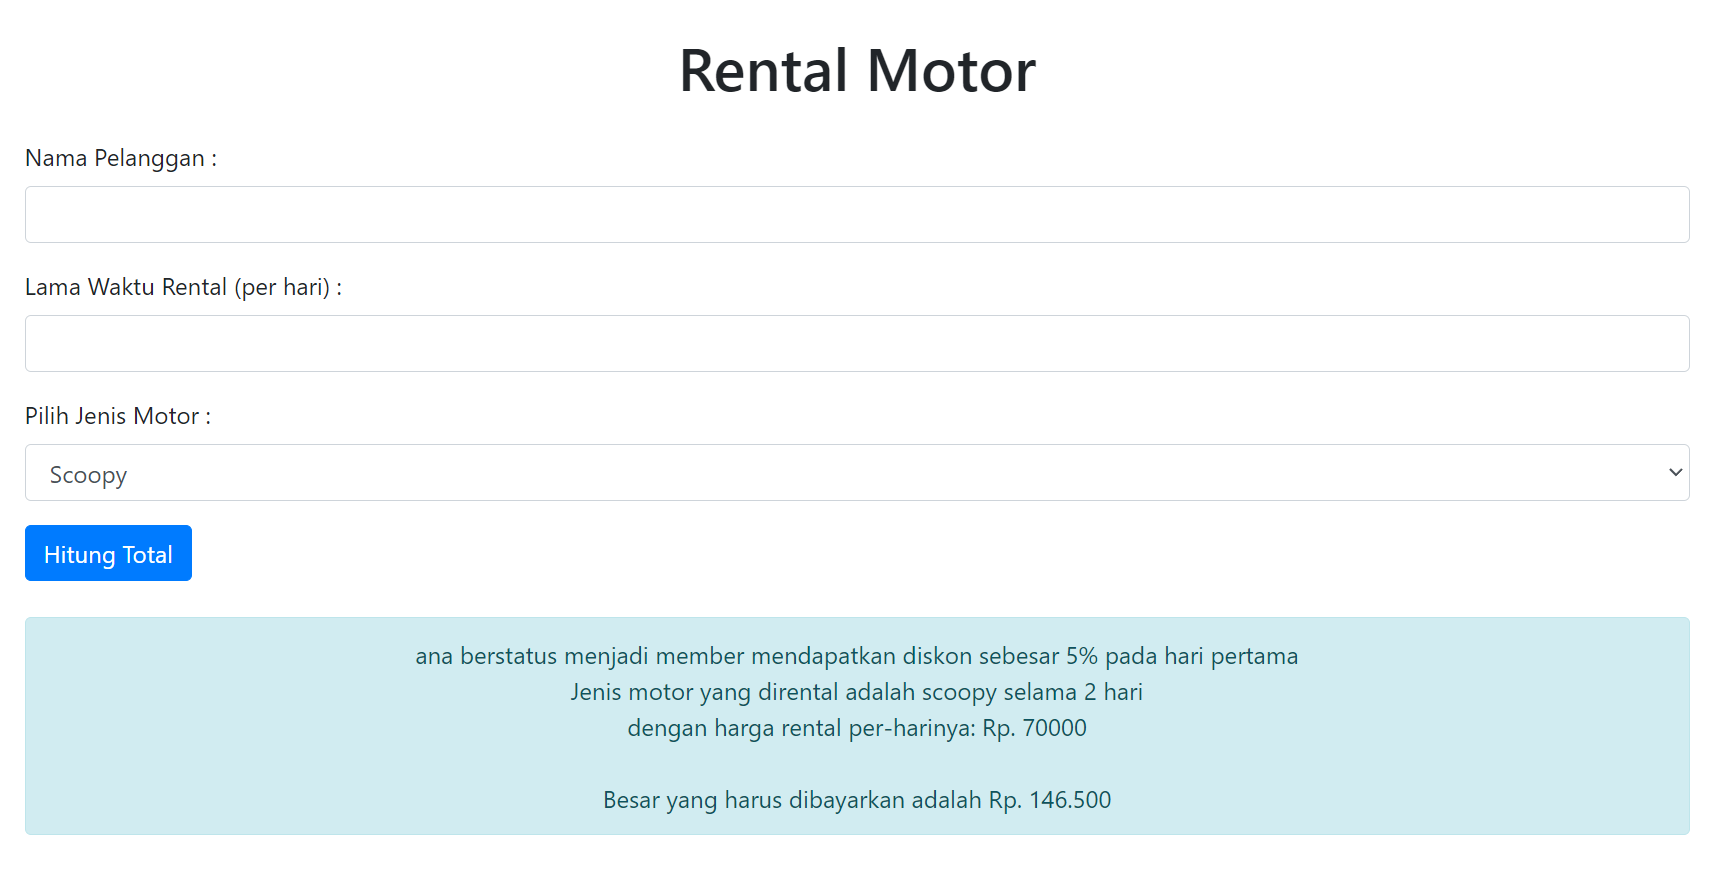 Rental Motor
Nama Pelanggan :
Lama Waktu Rental (per hari) :
Pilih Jenis Motor :
Scoopy
Hitung Total
ana berstatus menjadi member mendapatkan diskon sebesar 5% pada hari pertama
Jenis motor yang dirental adalah scoopy selama 2 hari
dengan harga rental per-harinya: Rp. 70000
Besar yang harus dibayarkan adalah Rp. 146.500